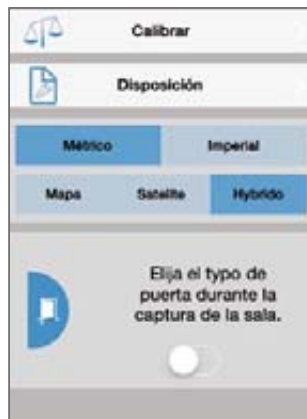 Calibrar
Disposición
Métrico Imperial
Mapa Satelite Hybrido
Elija el typo de
puerta durante la
captura de la sala.